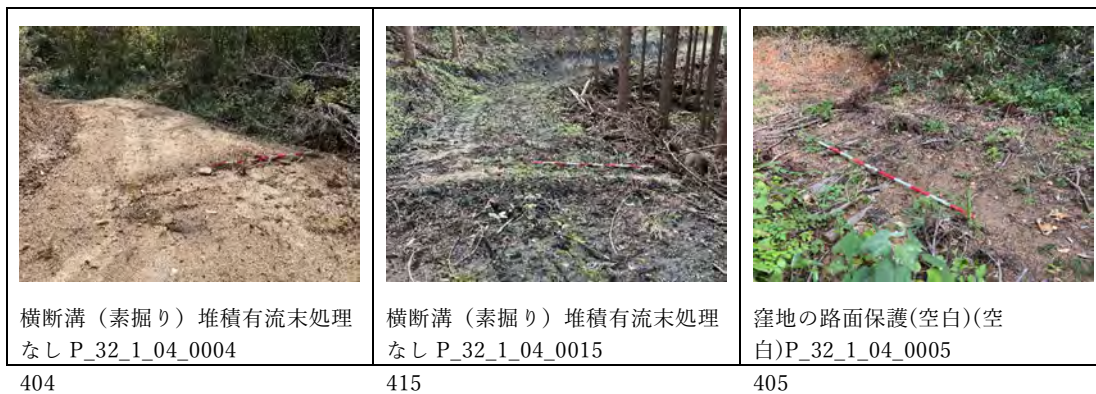 横断溝（素掘り）堆積有流末処理
なし P_32_1_04_0004
横断溝（素掘り）堆積有流末処理
なし P_32_1_04_0015
窪地の路面保護(空白)(空
白)P_32_1_04_0005
404
415
405